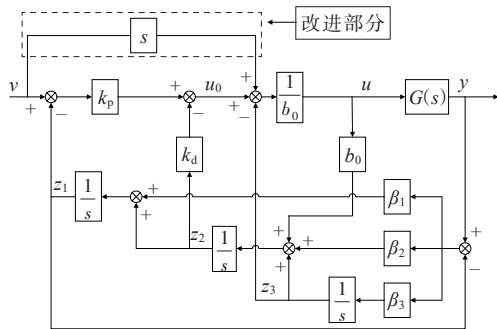 s
改进部分
v
+
−
k_p
+
−
u_0
+
+
−
1/b_0
u
G(s)
y
b_0
k_d
z_1
1/s
+
+
β_1
z_2
1/s
+
+
+
β_2
+
−
z_3
1/s
β_3